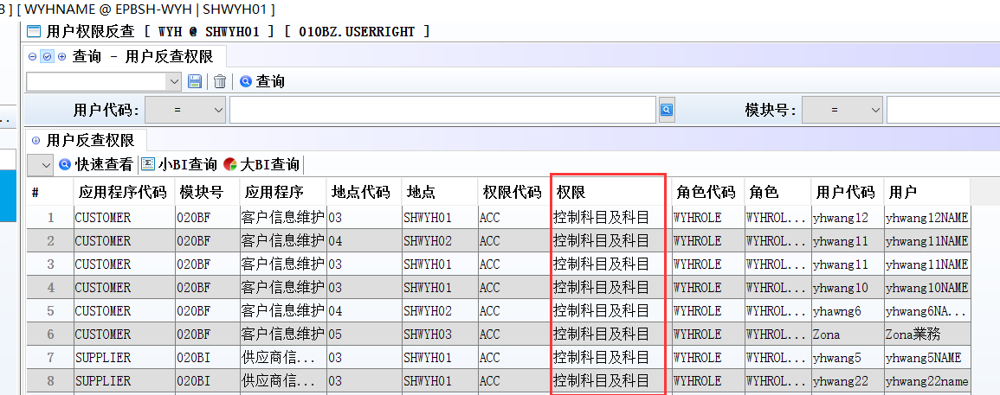 8 ] [ WYHNAME @ EPBSH-WYH | SHWYH01 ]
用户权限反查 [ WYH @ SHWYH01 ] [ 010BZ.USERRIGHT ]
查询 - 用户反查权限
查询
用户代码: = 模块号: =
用户反查权限
快速查看 小BI查询 大BI查询
# 应用程序代码 模块号 应用程序 地点代码 地点 权限代码 权限 角色代码 角色 用户代码 用户
1 CUSTOMER 020BF 客户信息维护 03 SHWYH01 ACC 控制科目及科目 WYHROLE WYHROL... yhwang12 yhwang12NAME
2 CUSTOMER 020BF 客户信息维护 04 SHWYH02 ACC 控制科目及科目 WYHROLE WYHROL... yhwang11 yhwang11NAME
3 CUSTOMER 020BF 客户信息维护 03 SHWYH01 ACC 控制科目及科目 WYHROLE WYHROL... yhwang11 yhwang11NAME
4 CUSTOMER 020BF 客户信息维护 03 SHWYH01 ACC 控制科目及科目 WYHROLE WYHROL... yhwang10 yhwang10NAME
5 CUSTOMER 020BF 客户信息维护 04 SHWYH02 ACC 控制科目及科目 WYHROLE WYHROL... yhawng6 yhwang6NA...
6 CUSTOMER 020BF 客户信息维护 05 SHWYH03 ACC 控制科目及科目 WYHROLE WYHROL... Zona Zona業務
7 SUPPLIER 020BI 供应商信... 03 SHWYH01 ACC 控制科目及科目 WYHROLE WYHROL... yhwang5 yhwang5NAME
8 SUPPLIER 020BI 供应商信... 03 SHWYH01 ACC 控制科目及科目 WYHROLE WYHROL... yhwang22 yhwang22name